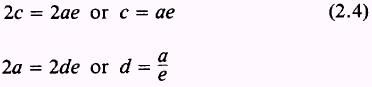 2c = 2ae or c = ae (2.4)
2a = 2de or d = a/e